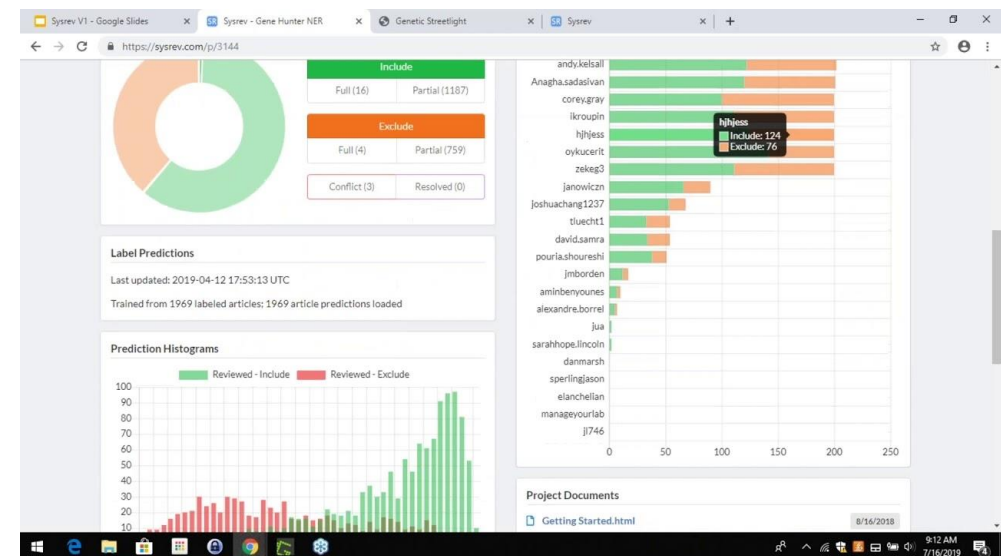 Sysrev V1 - Google Slides
Sysrev - Gene Hunter NER
Genetic Streetlight
Sysrev
https://sysrev.com/p/3144
Include
Full (16) Partial (1187)
Exclude
Full (4) Partial (759)
Conflict (3) Resolved (0)
Label Predictions
Last updated: 2019-04-12 17:53:13 UTC
Trained from 1969 labeled articles; 1969 article predictions loaded
Prediction Histograms
Reviewed - Include Reviewed - Exclude
100
90
80
70
60
50
40
30
20
10
andy.kelsall
Anagha.sadasivan
corey.gray
ikroupin
hjhjess
oykucerit
zekeg3
janowiczn
joshuachang1237
tluecht1
david.samra
pouria.shoureshi
jmborden
aminbenyounes
alexandre.borrel
jua
sarahhope.lincoln
danmarsh
sperlingjason
elanchelian
manageyourlab
jl746
hjhjess
Include: 124
Exclude: 76
0 50 100 150 200 250
Project Documents
Getting Started.html 8/16/2018
9:12 AM
7/16/2019